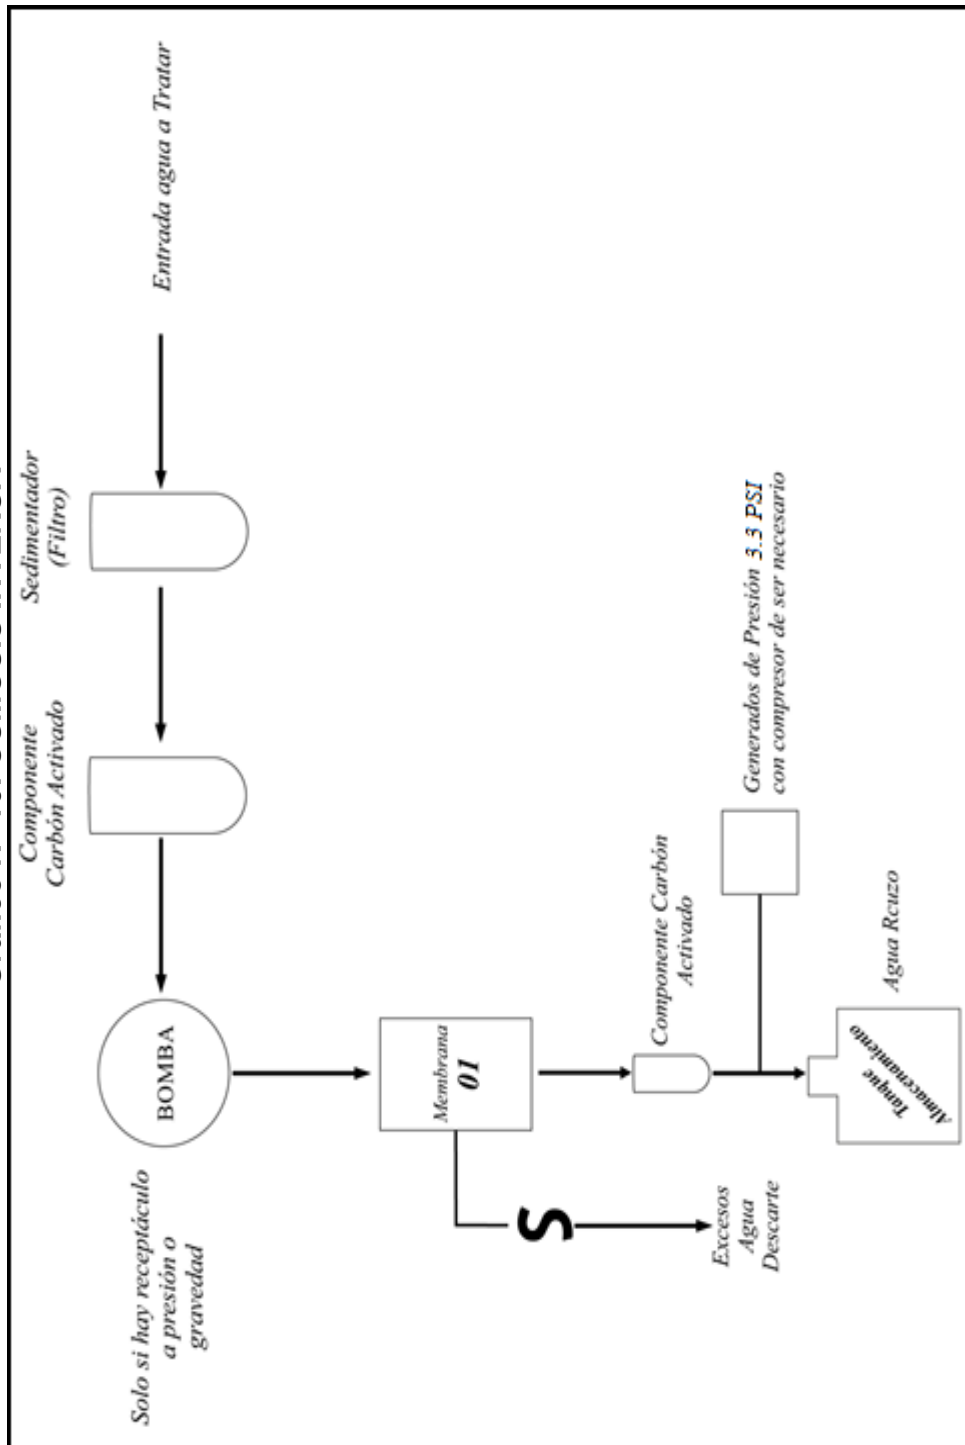 Entrada agua a Tratar
Sedimentador
(Filtro)
Componente
Carbón Activado
BOMBA
Solo si hay receptáculo
a presión o
gravedad
Membrana
01
Componente Carbón
Activado
Generados de Presión 3.3 PSI
con compresor de ser necesario
Excesos
Agua
Descarte
Tanque
Almacenamiento
Agua Rcuzo
S